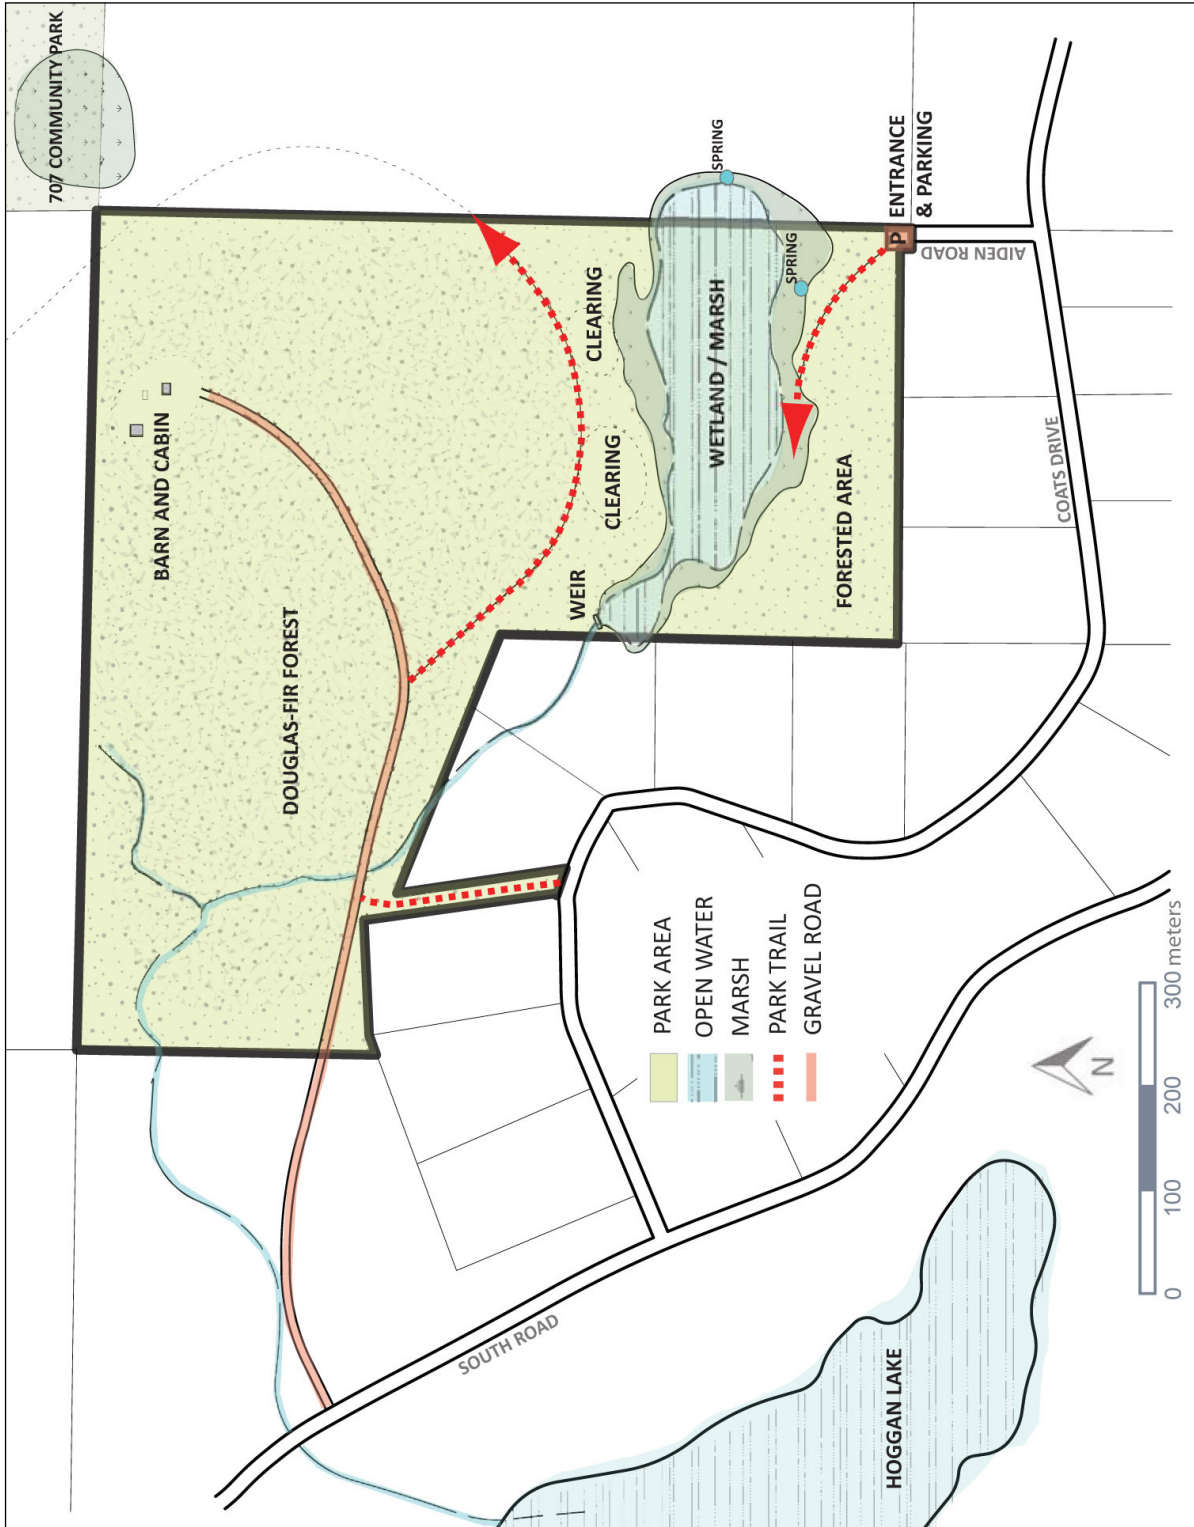 707 COMMUNITY PARK
BARN AND CABIN
DOUGLAS-FIR FOREST
CLEARING
CLEARING
WEIR
SPRING
SPRING
WETLAND / MARSH
FORESTED AREA
P
ENTRANCE
& PARKING
AIDEN ROAD
COATS DRIVE
SOUTH ROAD
HOGGAN LAKE
PARK AREA
OPEN WATER
MARSH
PARK TRAIL
GRAVEL ROAD
N
0 100 200 300 meters